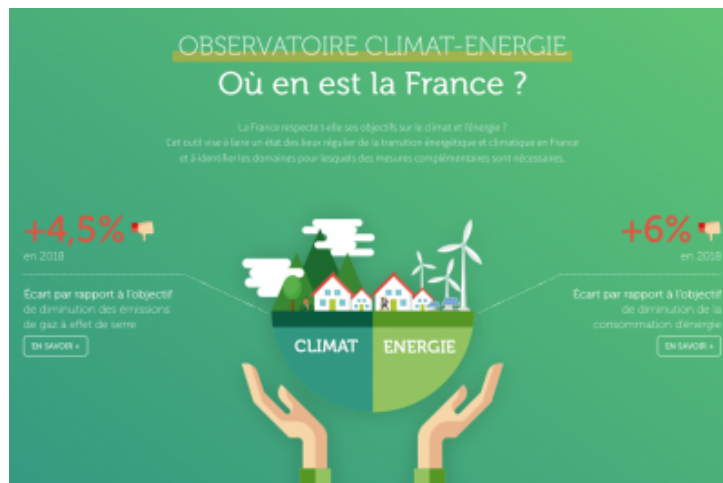 OBSERVATOIRE CLIMAT-ENERGIE
Où en est la France ?
La France respecte t-elle ses objectifs sur le climat et l'énergie ?
Cet outil vise à faire un état des lieux régulier de la transition énergétique et climatique en France
et à identifier les domaines pour lesquels des mesures complémentaires sont nécessaires.
+4,5%
en 2018
Écart par rapport à l'objectif
de diminution des émissions
de gaz à effet de serre
EN SAVOIR +
CLIMAT
ENERGIE
+6%
en 2018
Écart par rapport à l'objectif
de diminution de la
consommation d'énergie
EN SAVOIR +